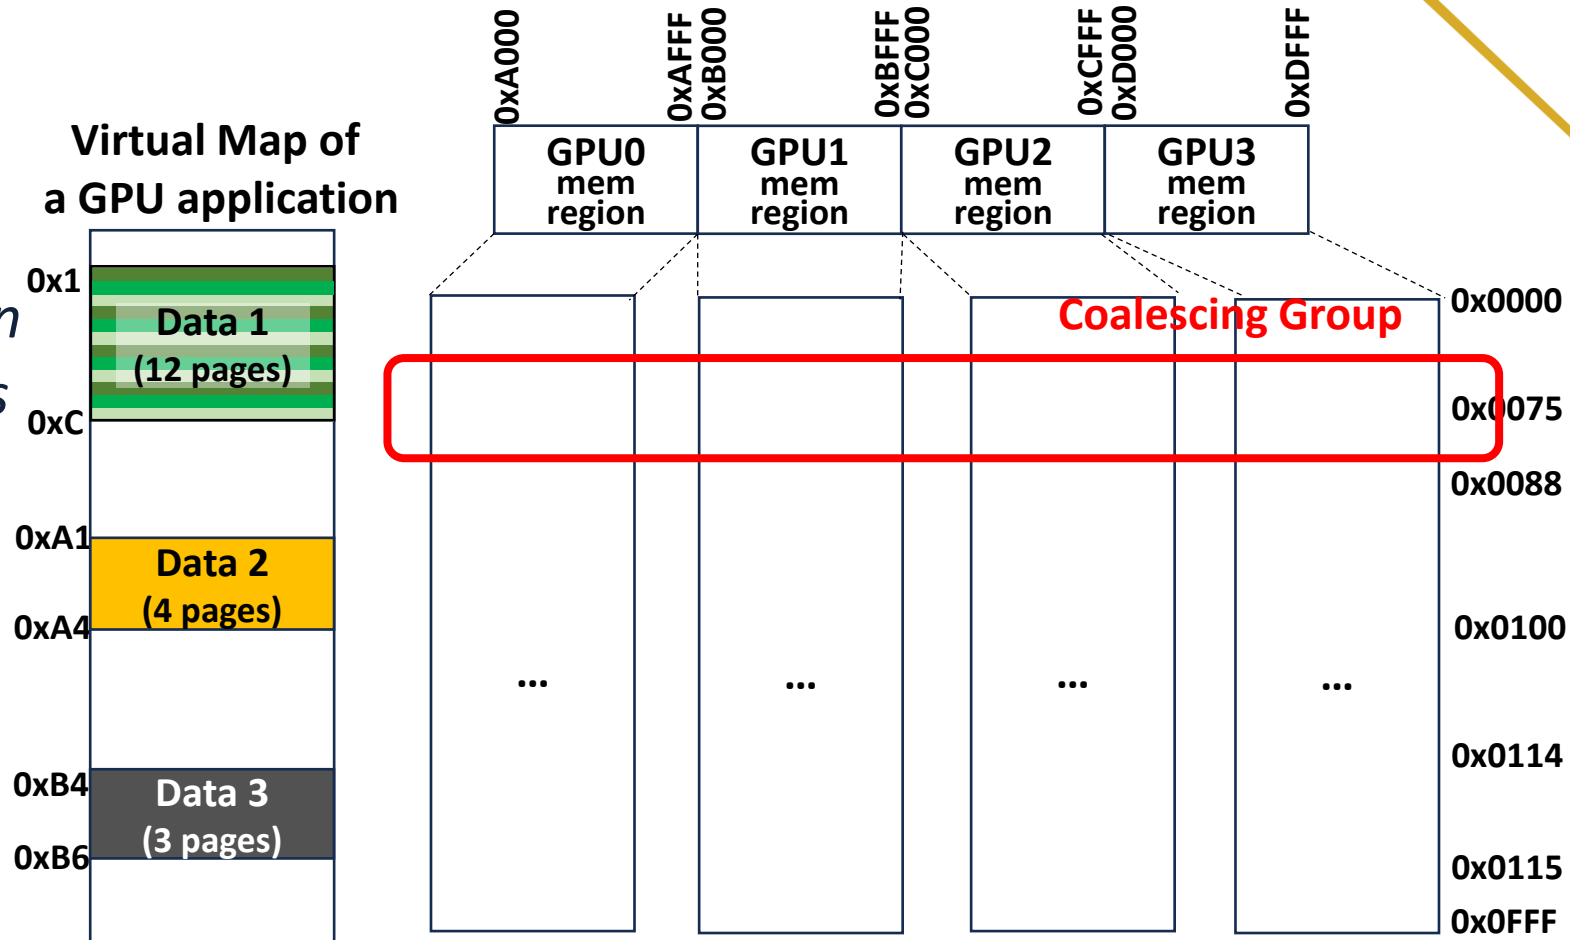 0xA000
0xAFFF
0xB000
0xBFFF
0xC000
0xCFFF
0xD000
0xDFFF
Virtual Map of
a GPU application
GPU0
mem
region
GPU1
mem
region
GPU2
mem
region
GPU3
mem
region
n
s
0x1
Data 1
(12 pages)
0xC
0xA1
Data 2
(4 pages)
0xA4
0xB4
Data 3
(3 pages)
0xB6
Coalescing Group
...
...
...
...
0x0000
0x0075
0x0088
0x0100
0x0114
0x0115
0x0FFF